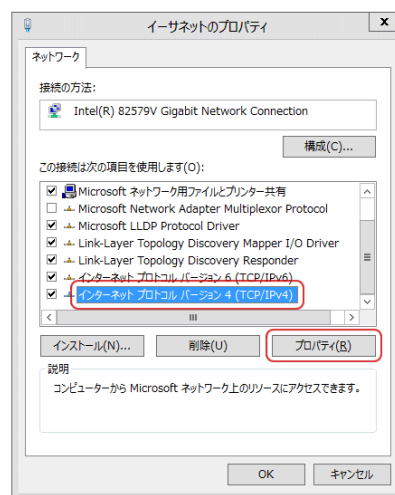 イーサネットのプロパティ
x
ネットワーク
接続の方法:
Intel(R) 82579V Gigabit Network Connection
構成(C)...
この接続は次の項目を使用します(O):
Microsoft ネットワーク用ファイルとプリンター共有
Microsoft Network Adapter Multiplexor Protocol
Microsoft LLDP Protocol Driver
Link-Layer Topology Discovery Mapper I/O Driver
Link-Layer Topology Discovery Responder
インターネット プロトコル バージョン 6 (TCP/IPv6)
インターネット プロトコル バージョン 4 (TCP/IPv4)
インストール(N)...
削除(U)
プロパティ(R)
説明
コンピューターから Microsoft ネットワーク上のリソースにアクセスできます。
OK
キャンセル